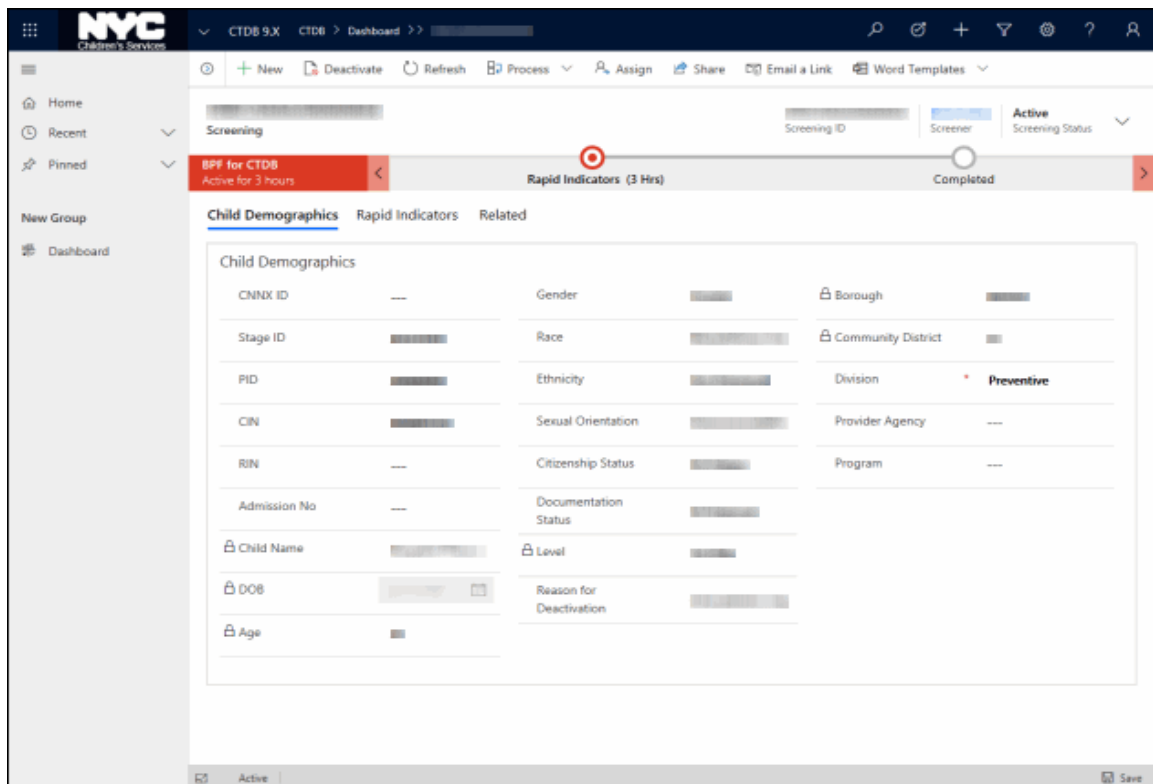 NYC
Children's Services
CTDB 9.X CTDB > Dashboard >>
+ New Deactivate Refresh Process Assign Share Email a Link Word Templates
Home
Recent
Pinned
New Group
Dashboard
Screening
Screening ID
Screener
Active
Screening Status
BPF for CTDB
Active for 3 hours
Rapid Indicators (3 Hrs)
Completed
Child Demographics Rapid Indicators Related
Child Demographics
CNNX ID ---
Stage ID
PID
CIN
RIN ---
Admission No ---
Child Name
DOB
Age
Gender
Race
Ethnicity
Sexual Orientation
Citizenship Status
Documentation
Status
Level
Reason for
Deactivation
Borough
Community District
Division * Preventive
Provider Agency ---
Program ---
Active
Save